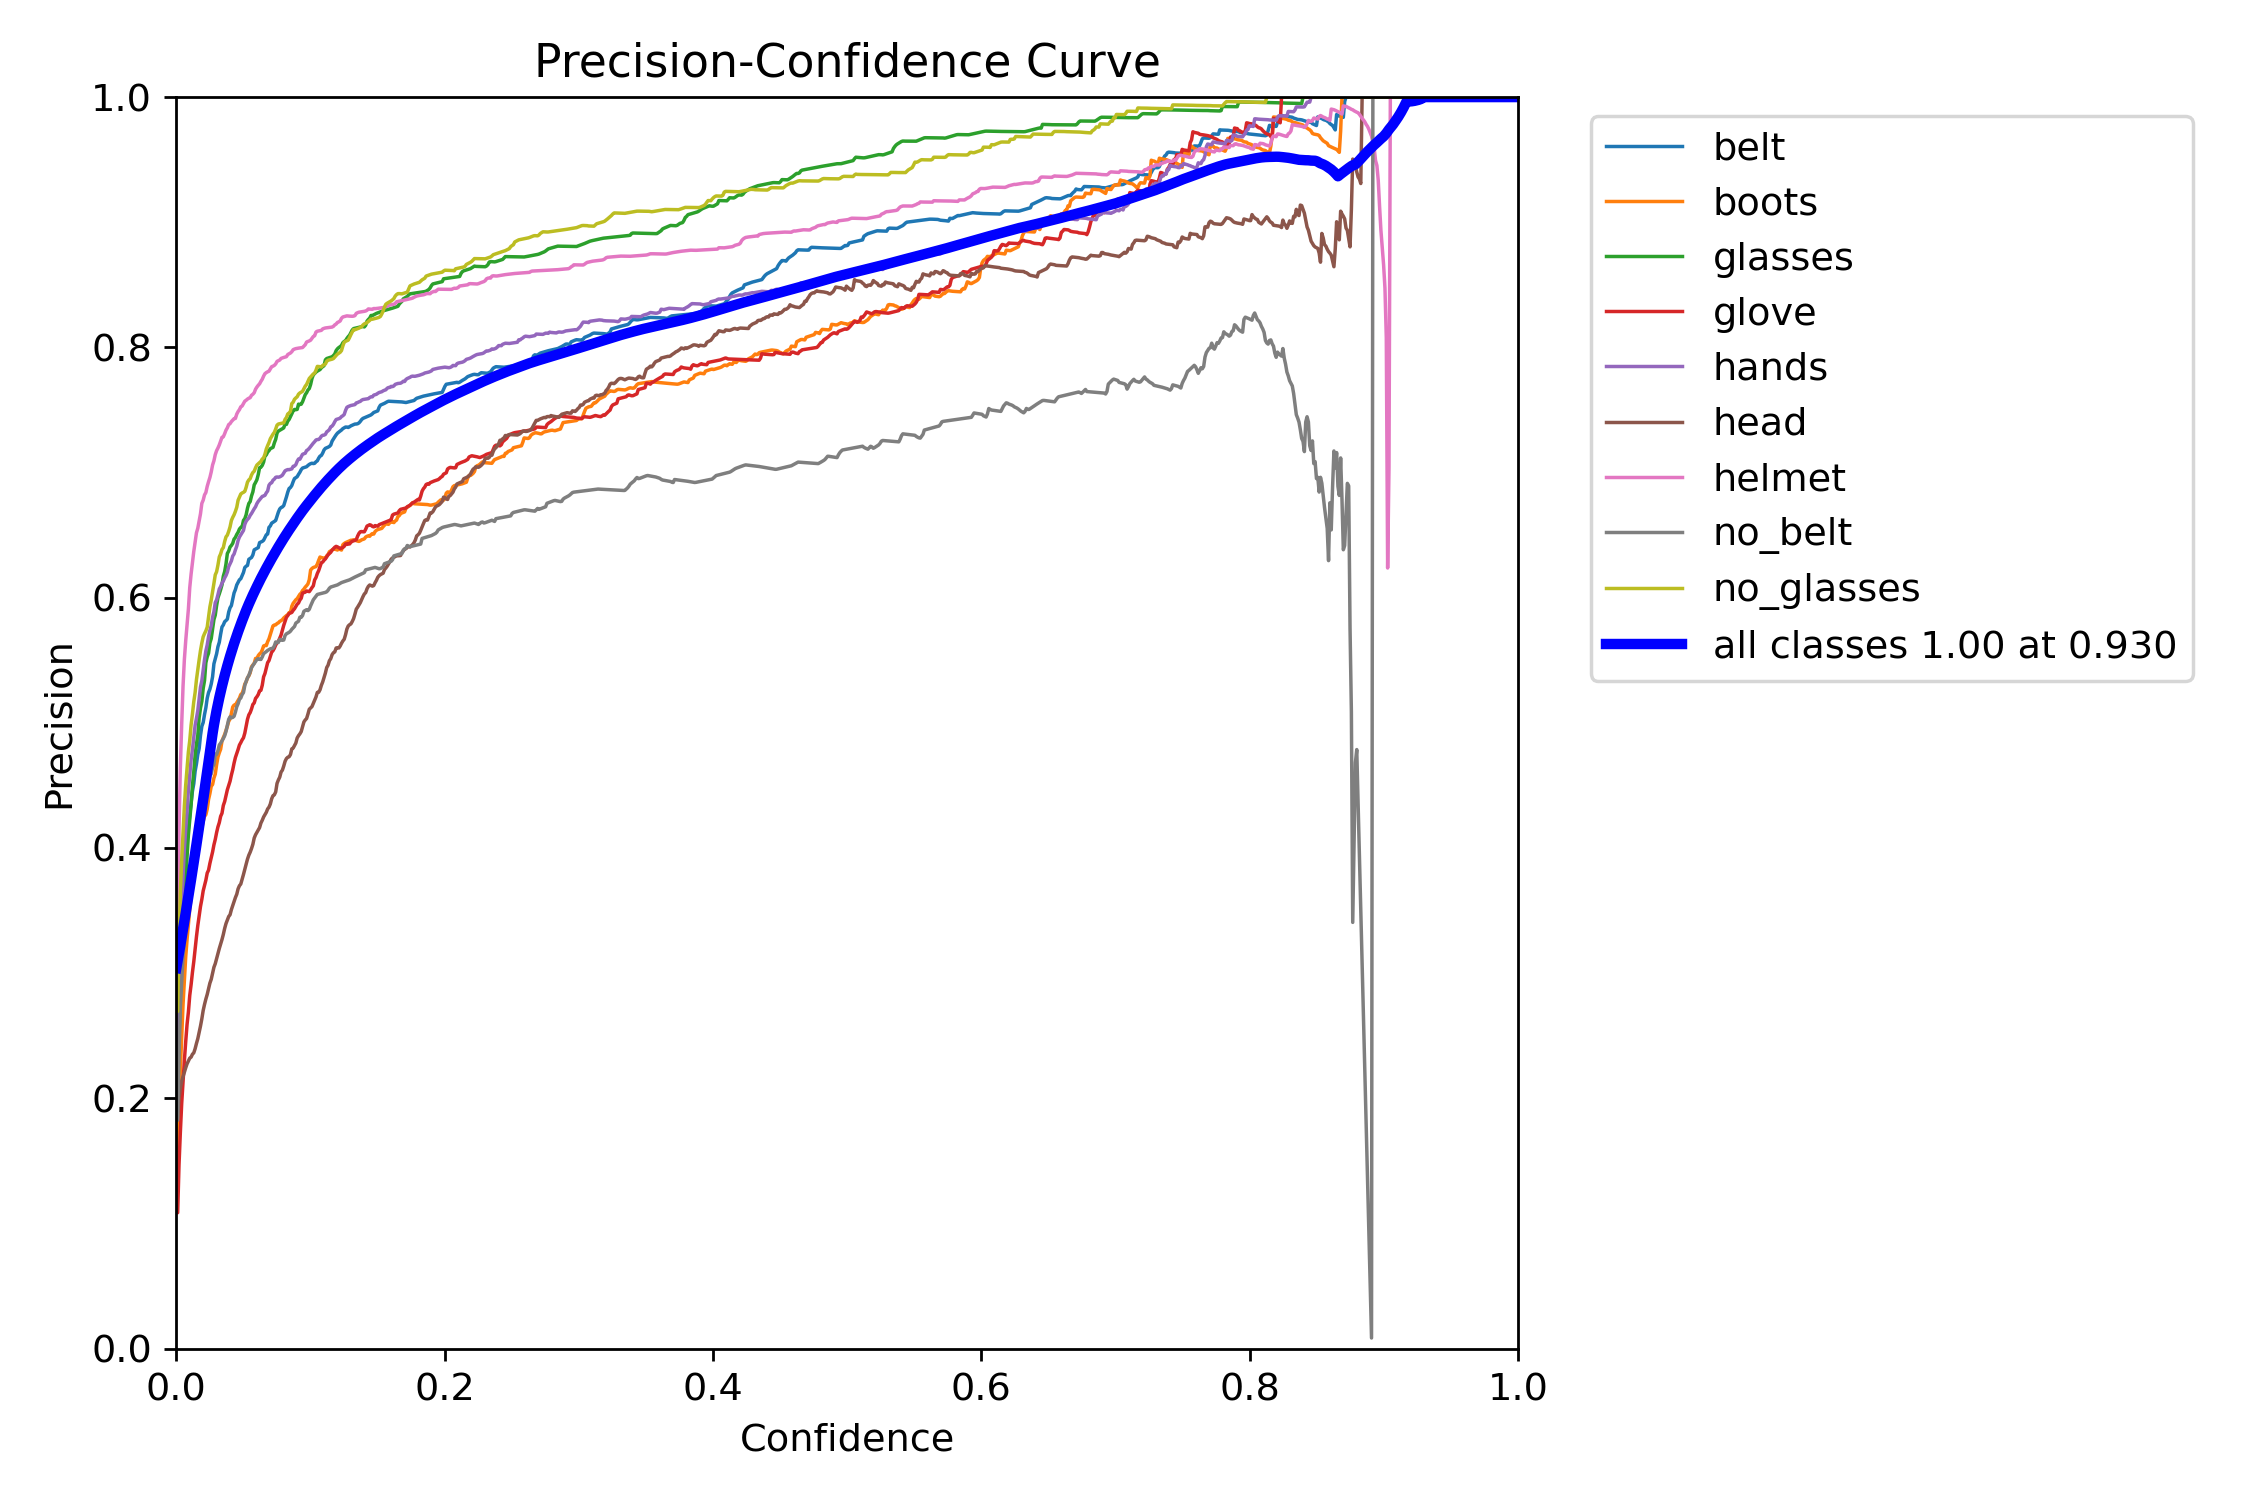 Precision-Confidence Curve
1.0
0.8
0.6
0.4
0.2
0.0
Precision
0.0 0.2 0.4 0.6 0.8 1.0
Confidence
belt
boots
glasses
glove
hands
head
helmet
no_belt
no_glasses
all classes 1.00 at 0.930